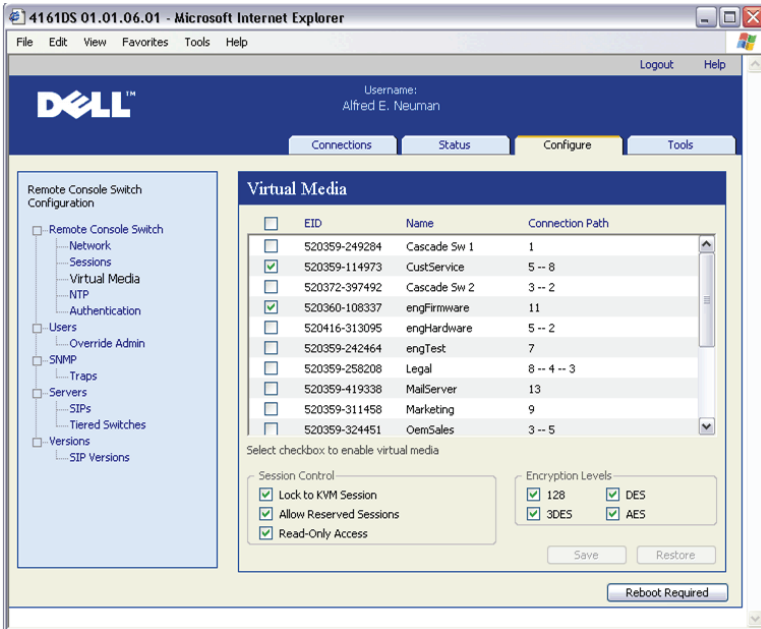 4161DS 01.01.06.01 - Microsoft Internet Explorer
File Edit View Favorites Tools Help
Logout Help
DELL™
Username:
Alfred E. Neuman
Connections Status Configure Tools
Remote Console Switch
Configuration
Remote Console Switch
Network
Sessions
Virtual Media
NTP
Authentication
Users
Override Admin
SNMP
Traps
Servers
SIPs
Tiered Switches
Versions
SIP Versions
Virtual Media
EID Name Connection Path
520359-249284 Cascade Sw 1 1
520359-114973 CustService 5 -- 8
520372-397492 Cascade Sw 2 3 -- 2
520360-108337 engFirmware 11
520416-313095 engHardware 5 -- 2
520359-242464 engTest 7
520359-258208 Legal 8 -- 4 -- 3
520359-419338 MailServer 13
520359-311458 Marketing 9
520359-324451 OemSales 3 -- 5
Select checkbox to enable virtual media
Session Control
Lock to KVM Session
Allow Reserved Sessions
Read-Only Access
Encryption Levels
128 DES
3DES AES
Save Restore
Reboot Required